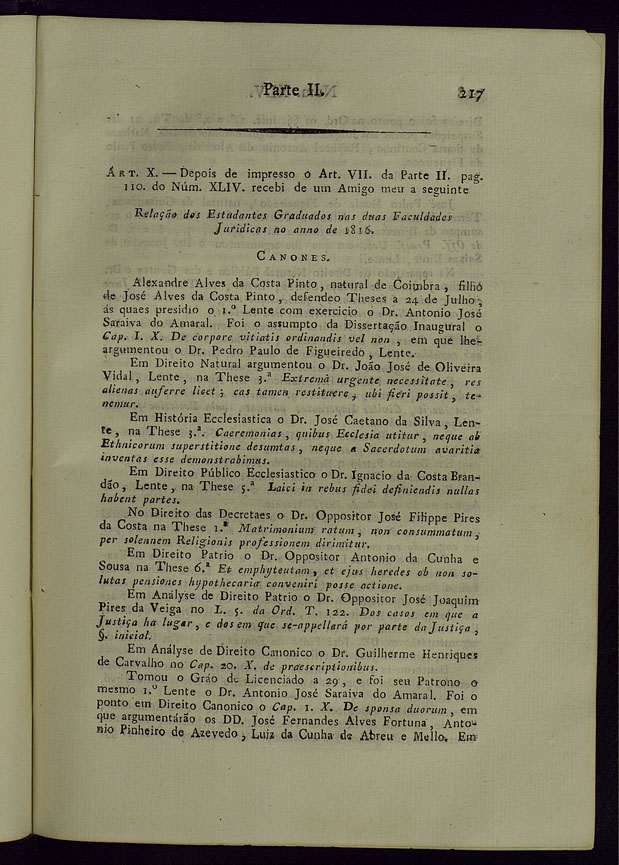 Parte II. 217
ÁRT. X. — Depois de impresso o Art. VII. da Parte II. pag.
110. do Núm. XLIV. recebi de um Amigo meu a seguinte
Relação dos Estudantes Graduados nas duas Faculdades
Juridicas no anno de 1816.
CANONES.
Alexandre Alves da Costa Pinto, natural de Coimbra, filho
de José Alves da Costa Pinto, defendeo Theses a 24 de Julho,
ás quaes presidio o 1.º Lente com exercicio o Dr. Antonio José
Saraiva do Amaral. Foi o assumpto da Dissertação Inaugural o
Cap. I. X. De corpore vitiatis ordinandis vel non, em que lhe-
argumentou o Dr. Pedro Paulo de Figueiredo, Lente.
Em Direito Natural argumentou o Dr. João José de Oliveira
Vidal, Lente, na These 3.ª Extremà urgente necessitate, res
alienas auferre licet; eas tamen restituere, ubi fieri possit, te-
nemur.
Em História Ecclesiastica o Dr. José Caetano da Silva, Len-
te, na These 3.ª. Caeremonias, quibus Ecclesia utitur, neque ab
Ethnicorum superstitione desumtas, neque a Sacerdotum avaritia
inventas esse demonstrabimus.
Em Direito Público Ecclesiastico o Dr. Ignacio da Costa Bran-
dão, Lente, na These 5.ª Laici in rebus fidei definiendis nullas
habent partes.
No Direito das Decretaes o Dr. Oppositor José Filippe Pires
da Costa na These 1.ª Matrimonium ratum, non consummatum,
per solennem Religionis professionem dirimitur.
Em Direito Patrio o Dr. Oppositor Antonio da Cunha e
Sousa na These 6.ª Et emphyteutam, et ejus heredes ob non so-
lutas pensiones hypothecaria conveniri posse actione.
Em Anályse de Direito Patrio o Dr. Oppositor José Joaquim
Pires da Veiga no L. 5. da Ord. T. 122. Dos casos em que a
Justiça ha lugar, e dos em que se-appellará por parte da Justiça,
§. inicial.
Em Anályse de Direito Canonico o Dr. Guilherme Henriques
de Carvalho no Cap. 20. X. de praescriptionibus.
Tomou o Gráo de Licenciado a 29, e foi seu Patrono o
mesmo 1.º Lente o Dr. Antonio José Saraiva do Amaral. Foi o
ponto em Direito Canonico o Cap. 1. X. De sponsa duorum, em
que argumentárão os DD. José Fernandes Alves Fortuna, Anto-
nio Pinheiro de Azevedo, Luiz da Cunha de Abreu e Mello. Em